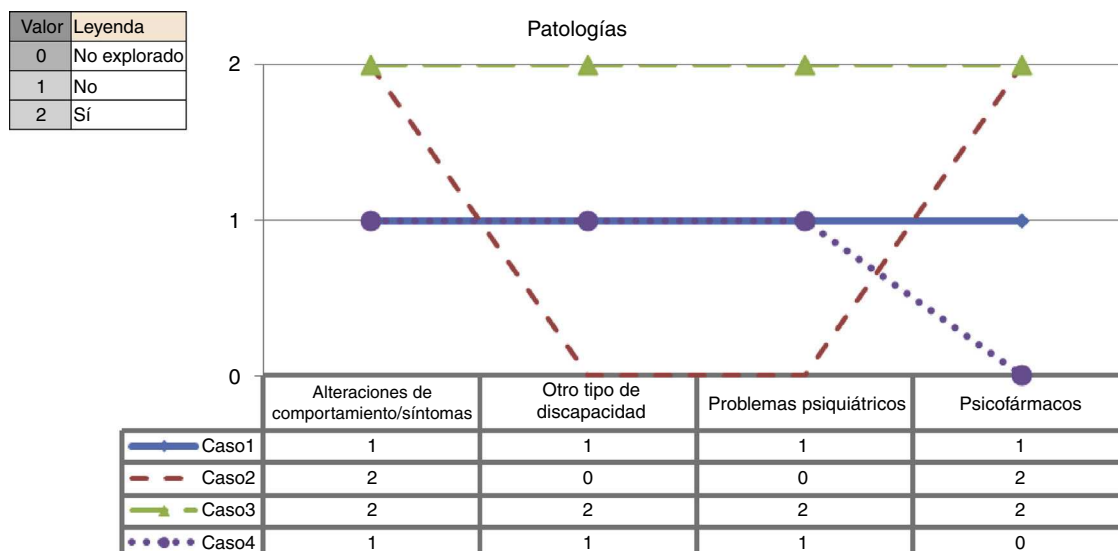 Valor Leyenda
0 No explorado
1 No
2 Sí
Patologías
2
1
0
Alteraciones de
comportamiento/síntomas
Otro tipo de
discapacidad
Problemas psiquiátricos
Psicofármacos
Caso1 1 1 1 1
Caso2 2 0 0 2
Caso3 2 2 2 2
Caso4 1 1 1 0